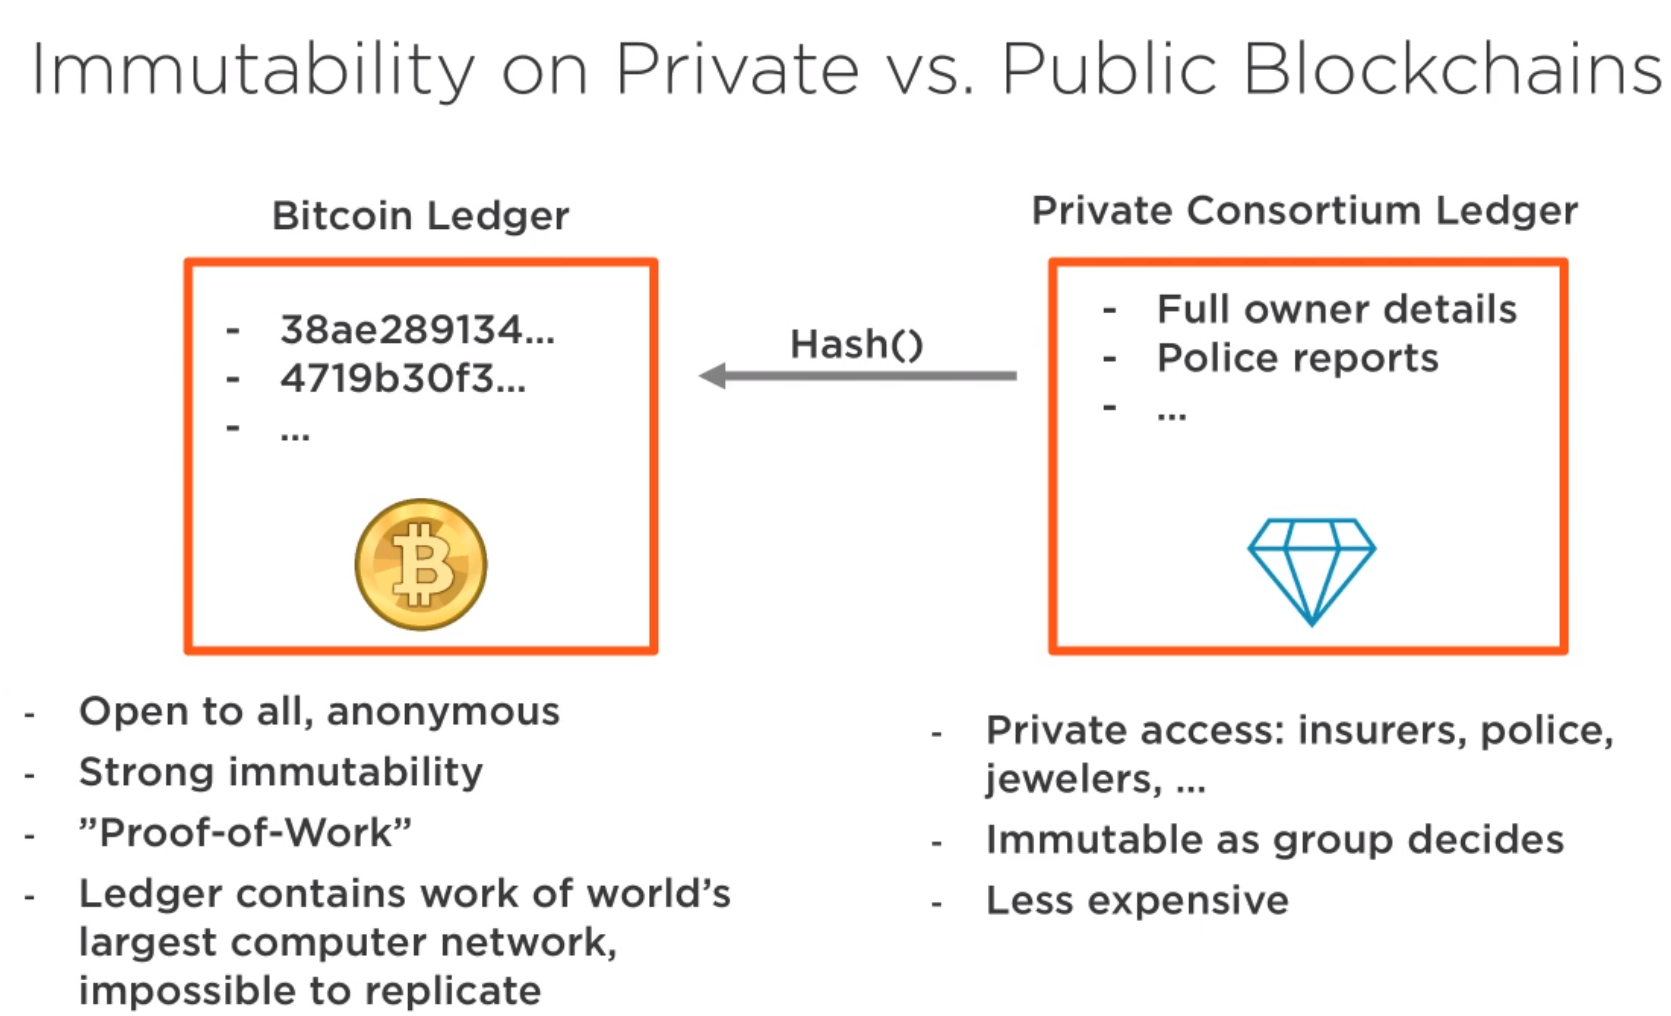 Immutability on Private vs. Public Blockchains
Bitcoin Ledger
- 38ae289134...
- 4719b30f3...
- ...
Hash()
Private Consortium Ledger
- Full owner details
- Police reports
- ...
- Open to all, anonymous
- Strong immutability
- ”Proof-of-Work”
- Ledger contains work of world’s
largest computer network,
impossible to replicate
- Private access: insurers, police,
jewelers, ...
- Immutable as group decides
- Less expensive